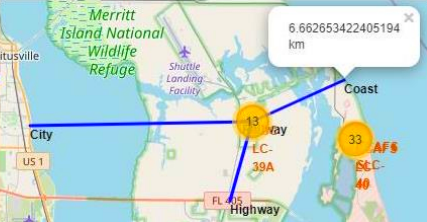 Merritt
Island National
Wildlife
Refuge
6.662653422405194
km
×
itusville
Shuttle
Landing
Facility
Coast
City
13
way
LC-
39A
33
US 1
40
FL 405
Highway